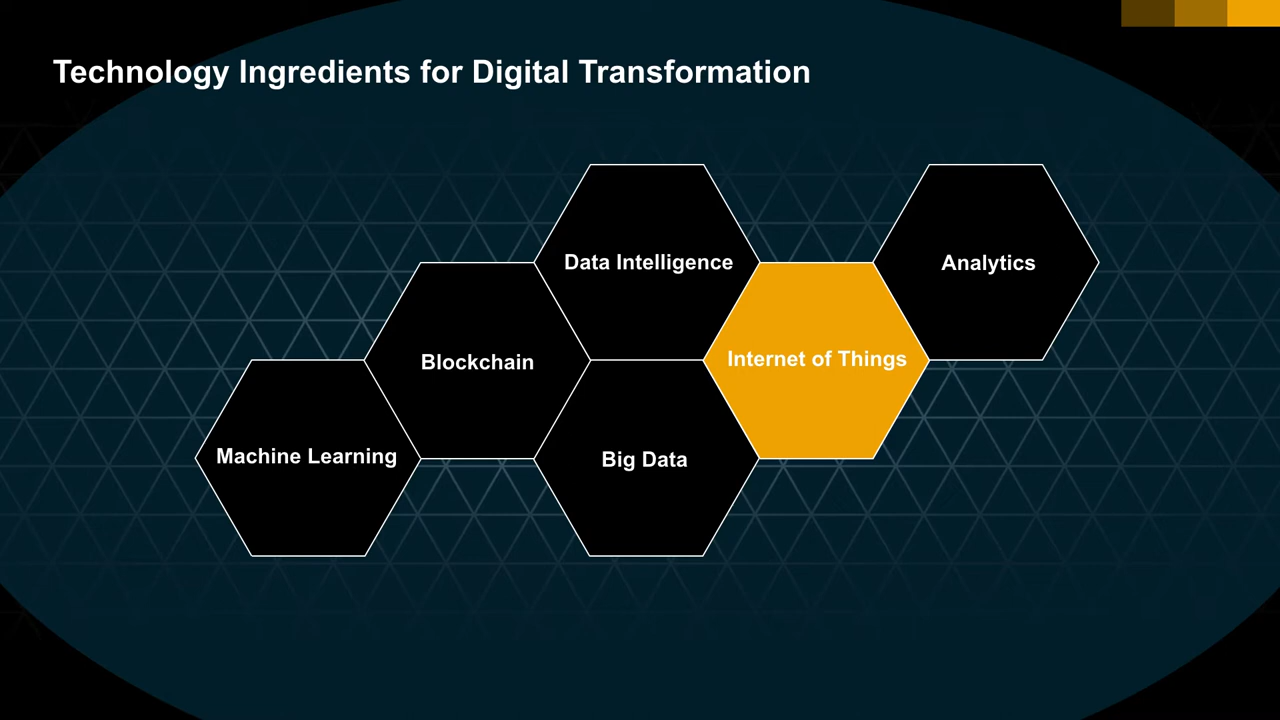 Technology Ingredients for Digital Transformation
Data Intelligence
Analytics
Blockchain
Internet of Things
Machine Learning
Big Data